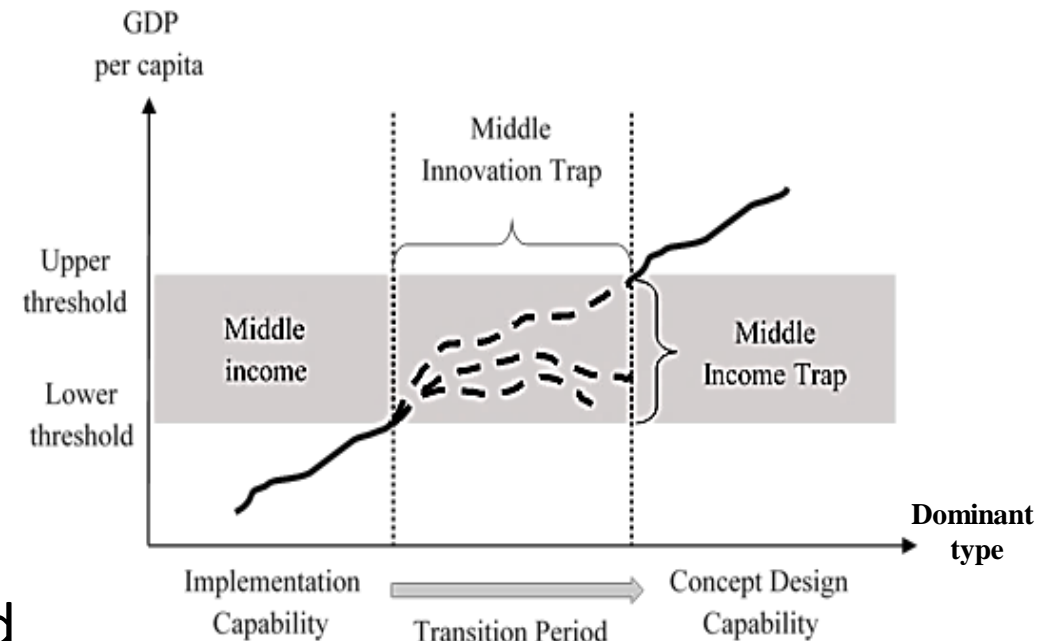 GDP
per capita
Middle
Innovation Trap
Upper
threshold
Middle
income
Middle
Income Trap
Lower
threshold
Dominant
type
Implementation
Capability
Transition Period
Concept Design
Capability
d